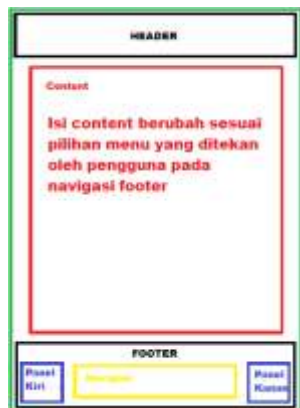 HEADER
Content
Isi content berubah sesuai
pilihan menu yang ditekan
oleh pengguna pada
navigasi footer
FOOTER
Panel
Kiri
Navigasi
Panel
Kanan